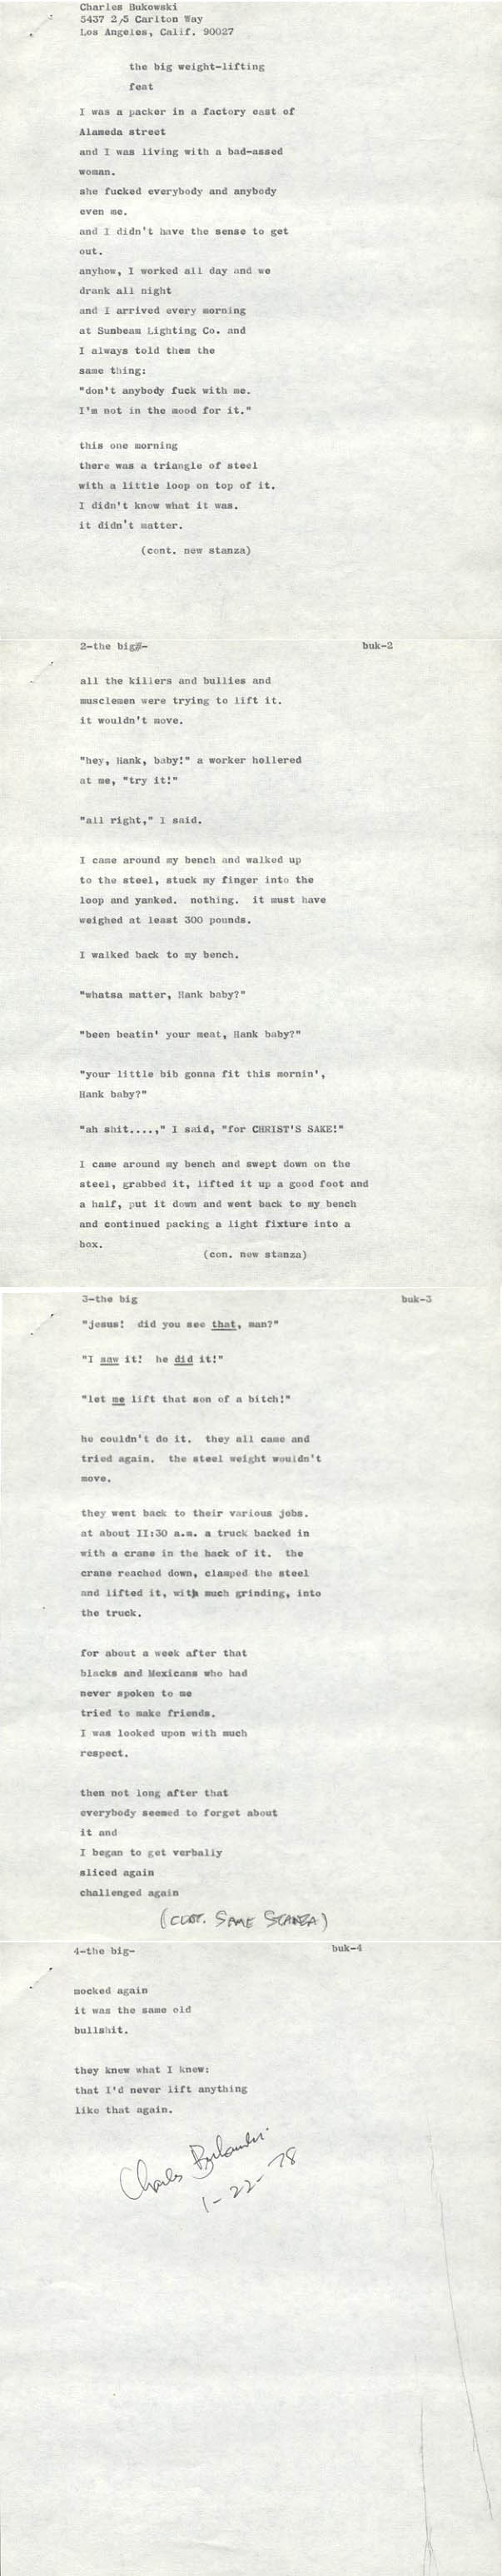 Charles Bukowski
5437 2/5 Carlton Way
Los Angeles, Calif. 90027
the big weight-lifting
feat
I was a packer in a factory east of
Alameda street
and I was living with a bad-assed
woman.
she fucked everybody and anybody
even me.
and I didn't have the sense to get
out.
anyhow, I worked all day and we
drank all night
and I arrived every morning
at Sunbeam Lighting Co. and
I always told them the
same thing:
"don't anybody fuck with me.
I'm not in the mood for it."
this one morning
there was a triangle of steel
with a little loop on top of it.
I didn't know what it was.
it didn't matter.
(cont. new stanza)
2-the big#-
buk-2
all the killers and bullies and
musclemen were trying to lift it.
it wouldn't move.
"hey, Hank, baby!" a worker hollered
at me, "try it!"
"all right," I said.
I came around my bench and walked up
to the steel, stuck my finger into the
loop and yanked. nothing. it must have
weighed at least 300 pounds.
I walked back to my bench.
"whatsa matter, Hank baby?"
"been beatin' your meat, Hank baby?"
"your little bib gonna fit this mornin',
Hank baby?"
"ah shit....," I said, "for CHRIST'S SAKE!"
I came around my bench and swept down on the
steel, grabbed it, lifted it up a good foot and
a half, put it down and went back to my bench
and continued packing a light fixture into a
box.
(con. new stanza)
3-the big
buk-3
"jesus! did you see that, man?"
"I saw it! he did it!"
"let me lift that son of a bitch!"
he couldn't do it. they all came and
tried again. the steel weight wouldn't
move.
they went back to their various jobs.
at about II:30 a.m. a truck backed in
with a crane in the back of it. the
crane reached down, clamped the steel
and lifted it, with much grinding, into
the truck.
for about a week after that
blacks and Mexicans who had
never spoken to me
tried to make friends.
I was looked upon with much
respect.
then not long after that
everybody seemed to forget about
it and
I began to get verbally
sliced again
challenged again
(CONT. SAME STANZA)
4-the big-
buk-4
mocked again
it was the same old
bullshit.
they knew what I knew:
that I'd never lift anything
like that again.
Charles Bukowski
1-22-78